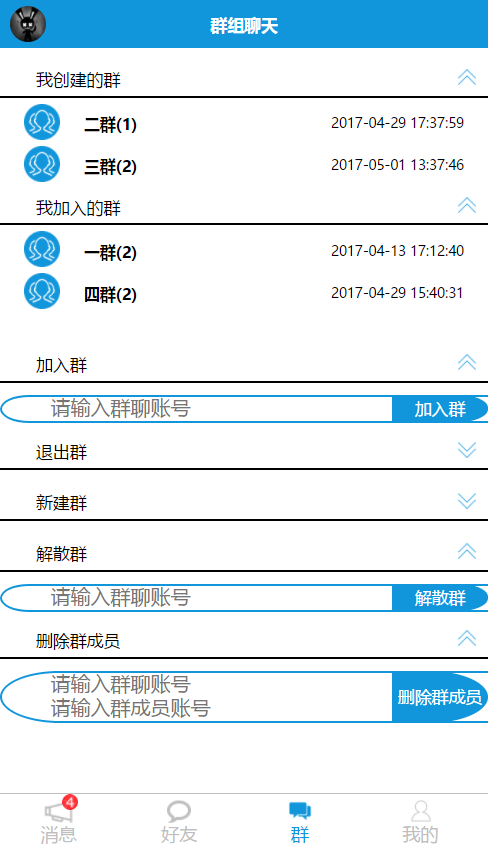 群组聊天
我创建的群
二群(1) 2017-04-29 17:37:59
三群(2) 2017-05-01 13:37:46
我加入的群
一群(2) 2017-04-13 17:12:40
四群(2) 2017-04-29 15:40:31
加入群
请输入群聊账号 加入群
退出群
新建群
解散群
请输入群聊账号 解散群
删除群成员
请输入群聊账号
请输入群成员账号 删除群成员
4
消息 好友 群 我的